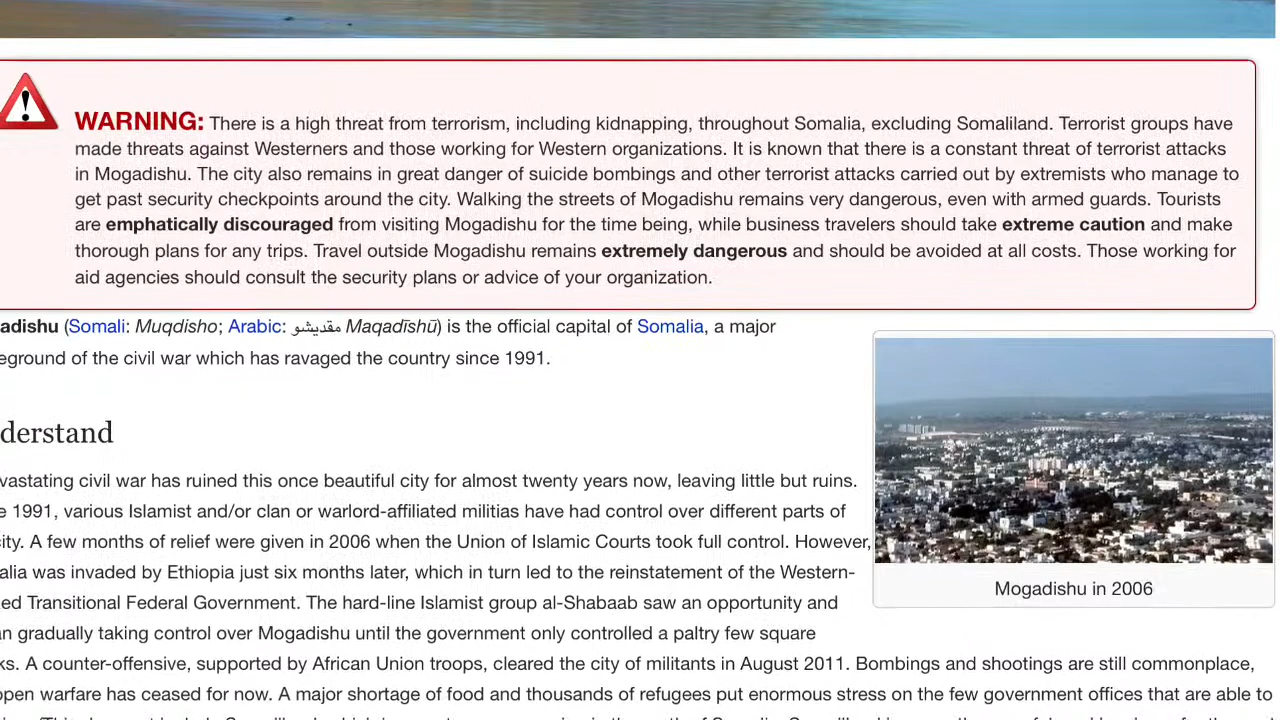 WARNING: There is a high threat from terrorism, including kidnapping, throughout Somalia, excluding Somaliland. Terrorist groups have
made threats against Westerners and those working for Western organizations. It is known that there is a constant threat of terrorist attacks
in Mogadishu. The city also remains in great danger of suicide bombings and other terrorist attacks carried out by extremists who manage to
get past security checkpoints around the city. Walking the streets of Mogadishu remains very dangerous, even with armed guards. Tourists
are emphatically discouraged from visiting Mogadishu for the time being, while business travelers should take extreme caution and make
thorough plans for any trips. Travel outside Mogadishu remains extremely dangerous and should be avoided at all costs. Those working for
aid agencies should consult the security plans or advice of your organization.
adishu (Somali: Muqdisho; Arabic: مقديشو Maqadīshū) is the official capital of Somalia, a major
eground of the civil war which has ravaged the country since 1991.
derstand
vastating civil war has ruined this once beautiful city for almost twenty years now, leaving little but ruins.
e 1991, various Islamist and/or clan or warlord-affiliated militias have had control over different parts of
ity. A few months of relief were given in 2006 when the Union of Islamic Courts took full control. However,
alia was invaded by Ethiopia just six months later, which in turn led to the reinstatement of the Western-
ed Transitional Federal Government. The hard-line Islamist group al-Shabaab saw an opportunity and
n gradually taking control over Mogadishu until the government only controlled a paltry few square
ks. A counter-offensive, supported by African Union troops, cleared the city of militants in August 2011. Bombings and shootings are still commonplace,
open warfare has ceased for now. A major shortage of food and thousands of refugees put enormous stress on the few government offices that are able to
Mogadishu in 2006